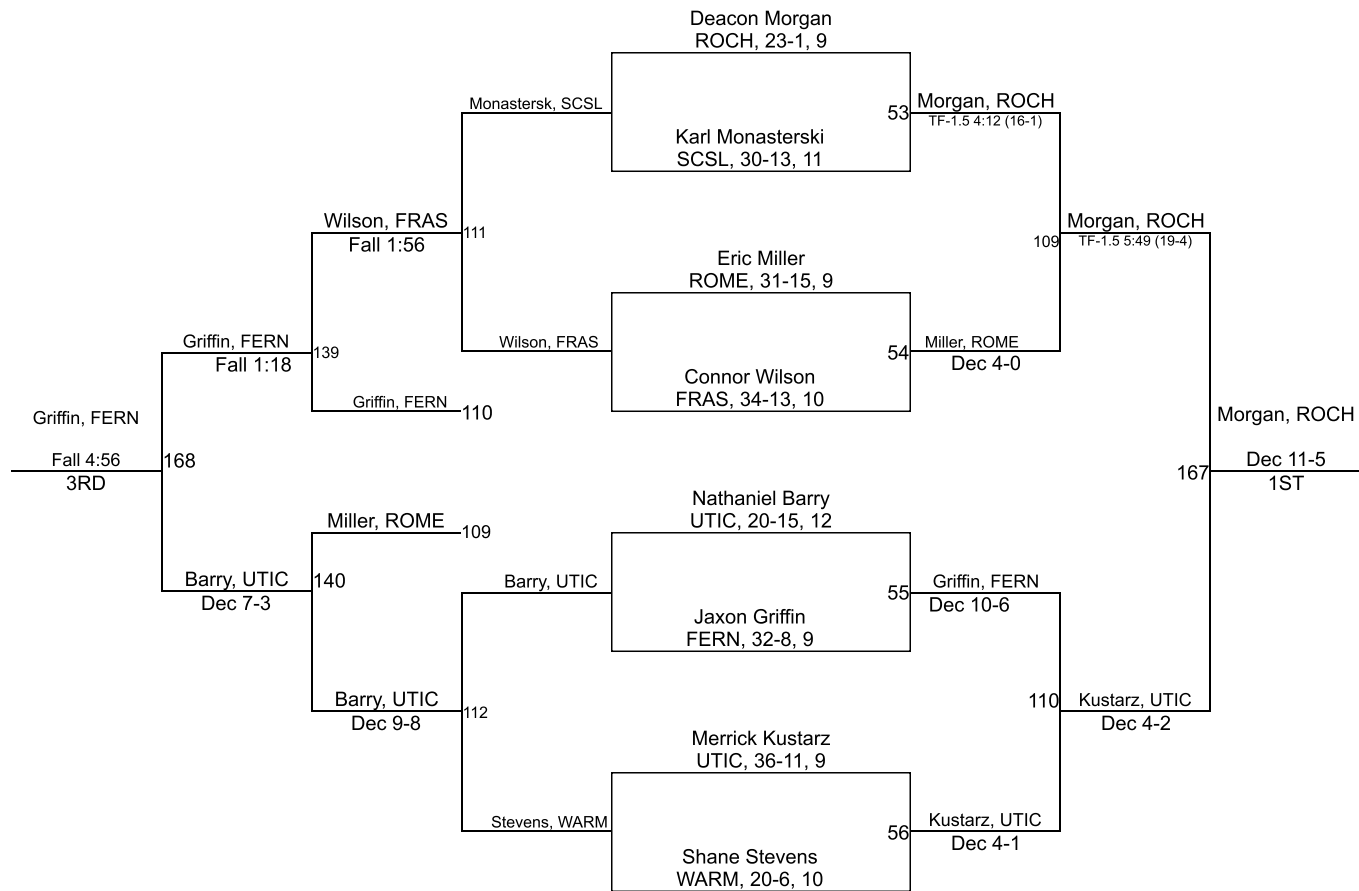 Deacon Morgan
ROCH, 23-1, 9
Monastersk, SCSL
53
Morgan, ROCH
TF-1.5 4:12 (16-1)
Karl Monasterski
SCSL, 30-13, 11
Wilson, FRAS
Fall 1:56
111
Morgan, ROCH
TF-1.5 5:49 (19-4)
109
Eric Miller
ROME, 31-15, 9
Griffin, FERN
Fall 1:18
139
Wilson, FRAS
54
Miller, ROME
Dec 4-0
Connor Wilson
FRAS, 34-13, 10
Griffin, FERN
110
Griffin, FERN
Fall 4:56
3RD
168
Morgan, ROCH
Dec 11-5
1ST
167
Nathaniel Barry
UTIC, 20-15, 12
Miller, ROME
109
Barry, UTIC
Dec 7-3
140
Barry, UTIC
55
Griffin, FERN
Dec 10-6
Jaxon Griffin
FERN, 32-8, 9
Barry, UTIC
Dec 9-8
112
110
Kustarz, UTIC
Dec 4-2
Merrick Kustarz
UTIC, 36-11, 9
Stevens, WARM
56
Kustarz, UTIC
Dec 4-1
Shane Stevens
WARM, 20-6, 10